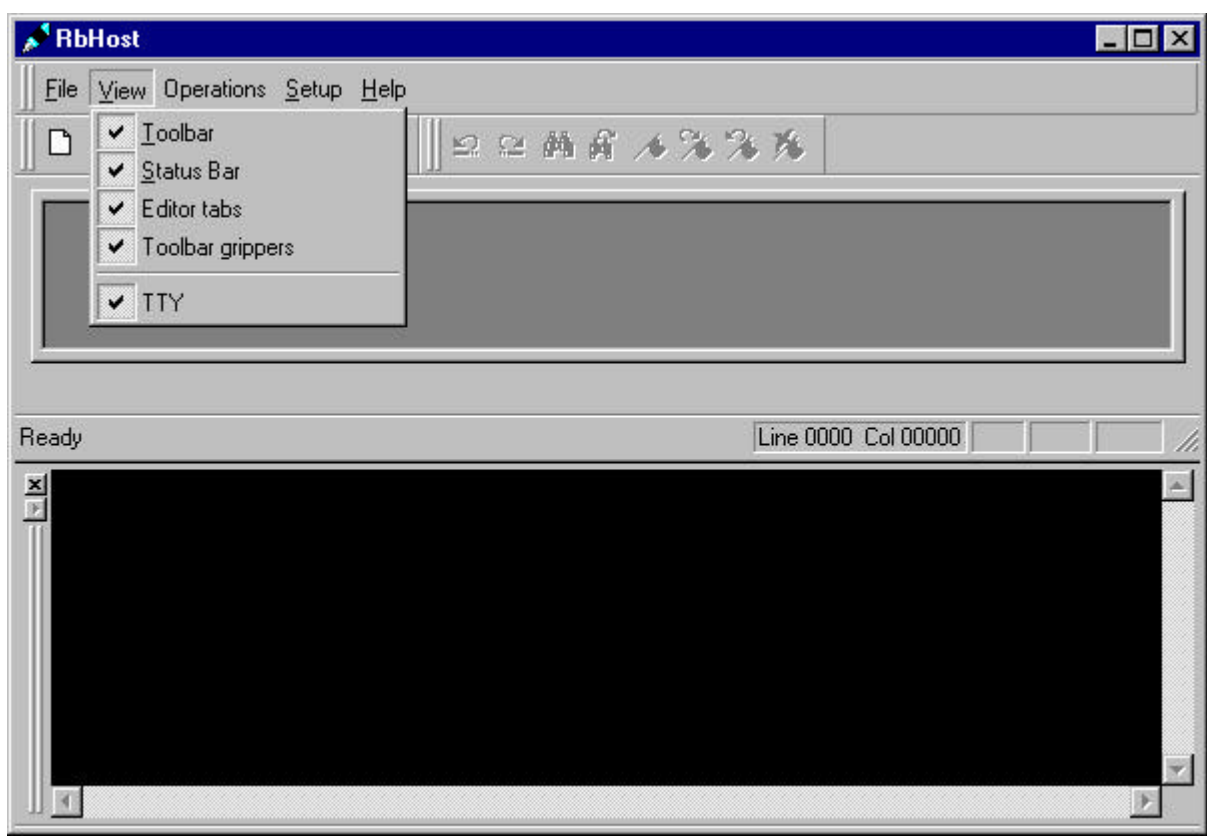 RbHost
File View Operations Setup Help
Toolbar
Status Bar
Editor tabs
Toolbar grippers
TTY
Ready Line 0000 Col 00000